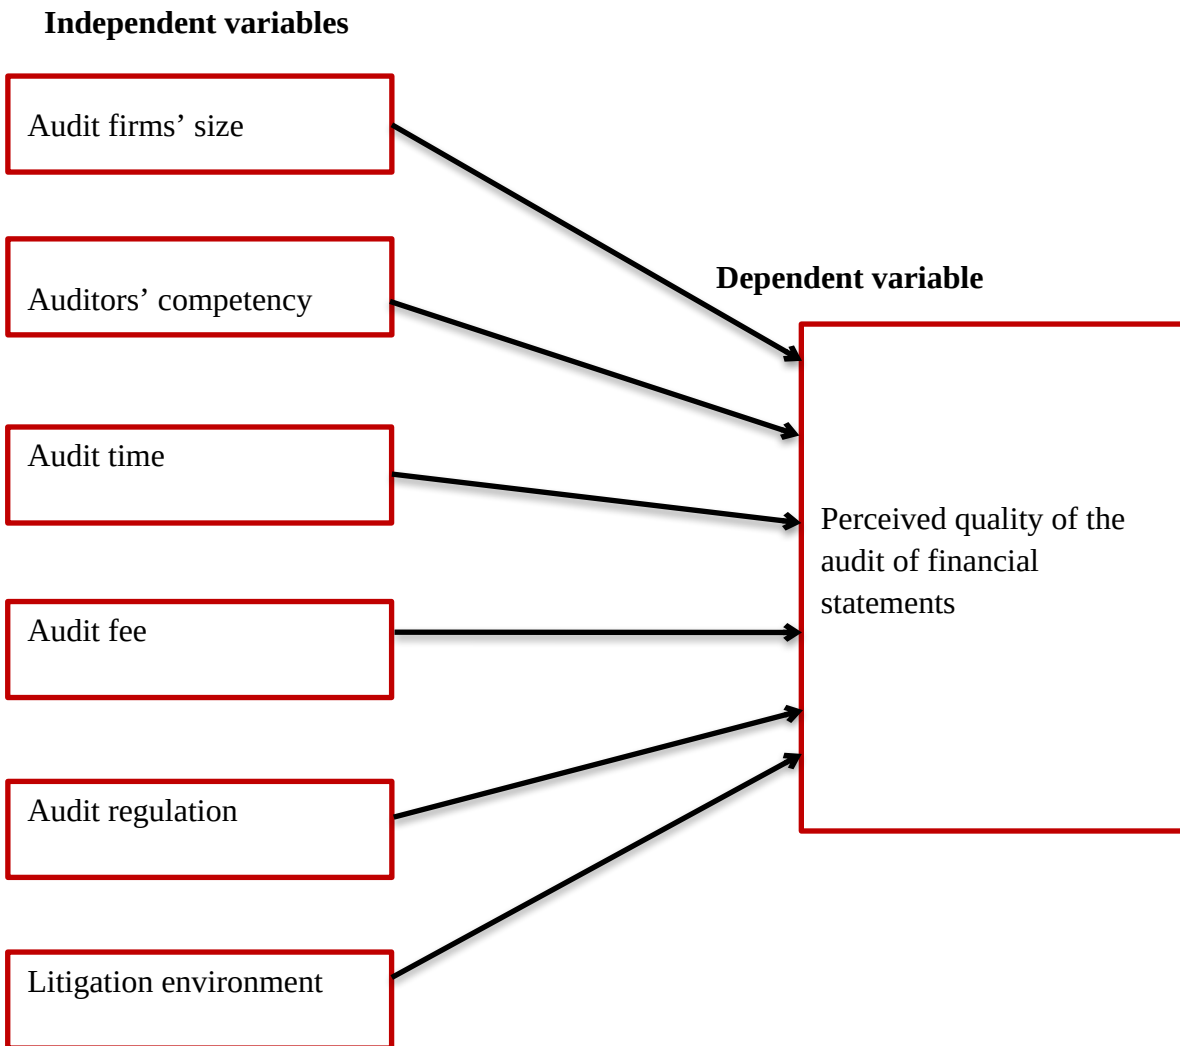 Independent variables
Audit firms’ size
Auditors’ competency
Audit time
Audit fee
Audit regulation
Litigation environment
Dependent variable
Perceived quality of the
audit of financial
statements